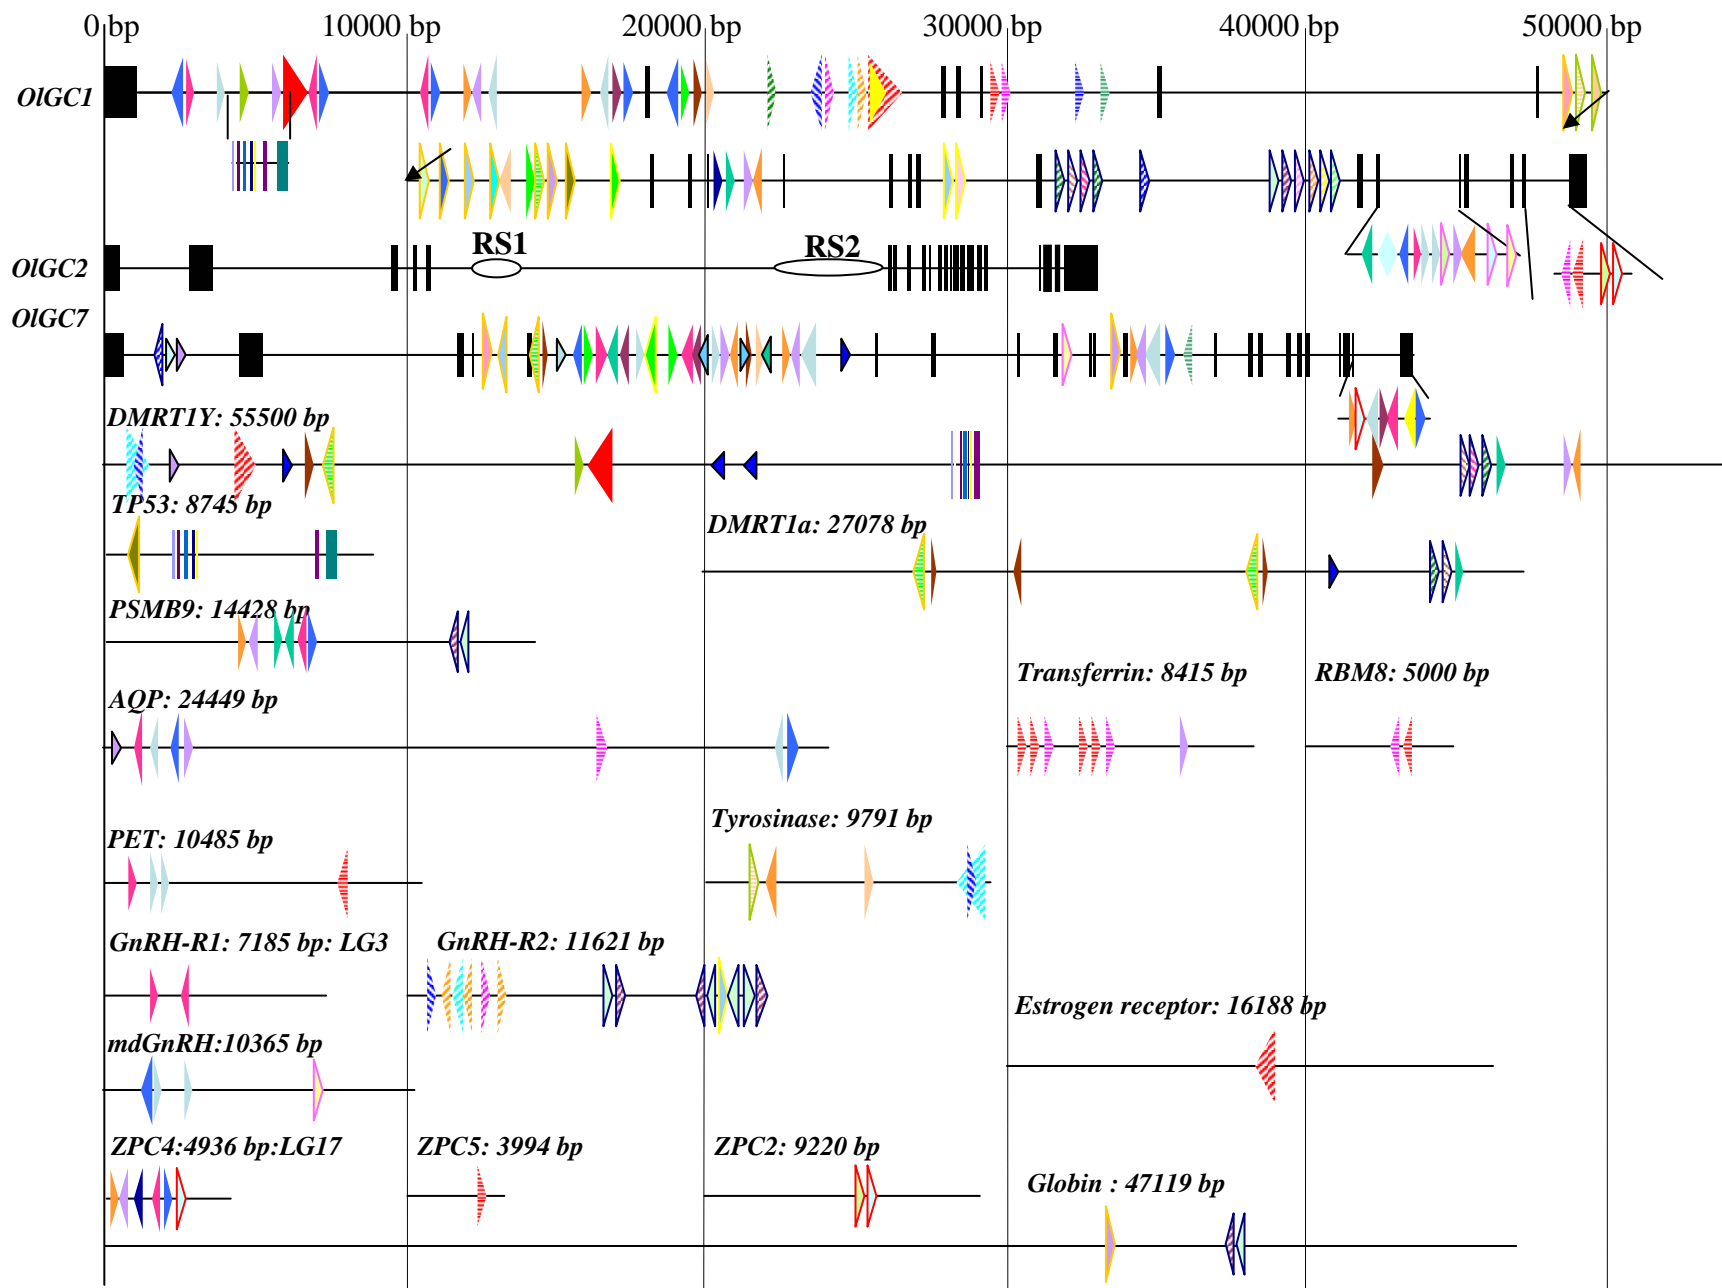 0 bp 10000 bp 20000 bp 30000 bp 40000 bp 50000 bp
OlGC1
RS1 RS2
OlGC2
OlGC7
DMRT1Y: 55500 bp
TP53: 8745 bp
DMRT1a: 27078 bp
PSMB9: 14428 bp
Transferrin: 8415 bp RBM8: 5000 bp
AQP: 24449 bp
Tyrosinase: 9791 bp
PET: 10485 bp
GnRH-R1: 7185 bp: LG3 GnRH-R2: 11621 bp
Estrogen receptor: 16188 bp
mdGnRH:10365 bp
ZPC4:4936 bp:LG17 ZPC5: 3994 bp ZPC2: 9220 bp
Globin : 47119 bp